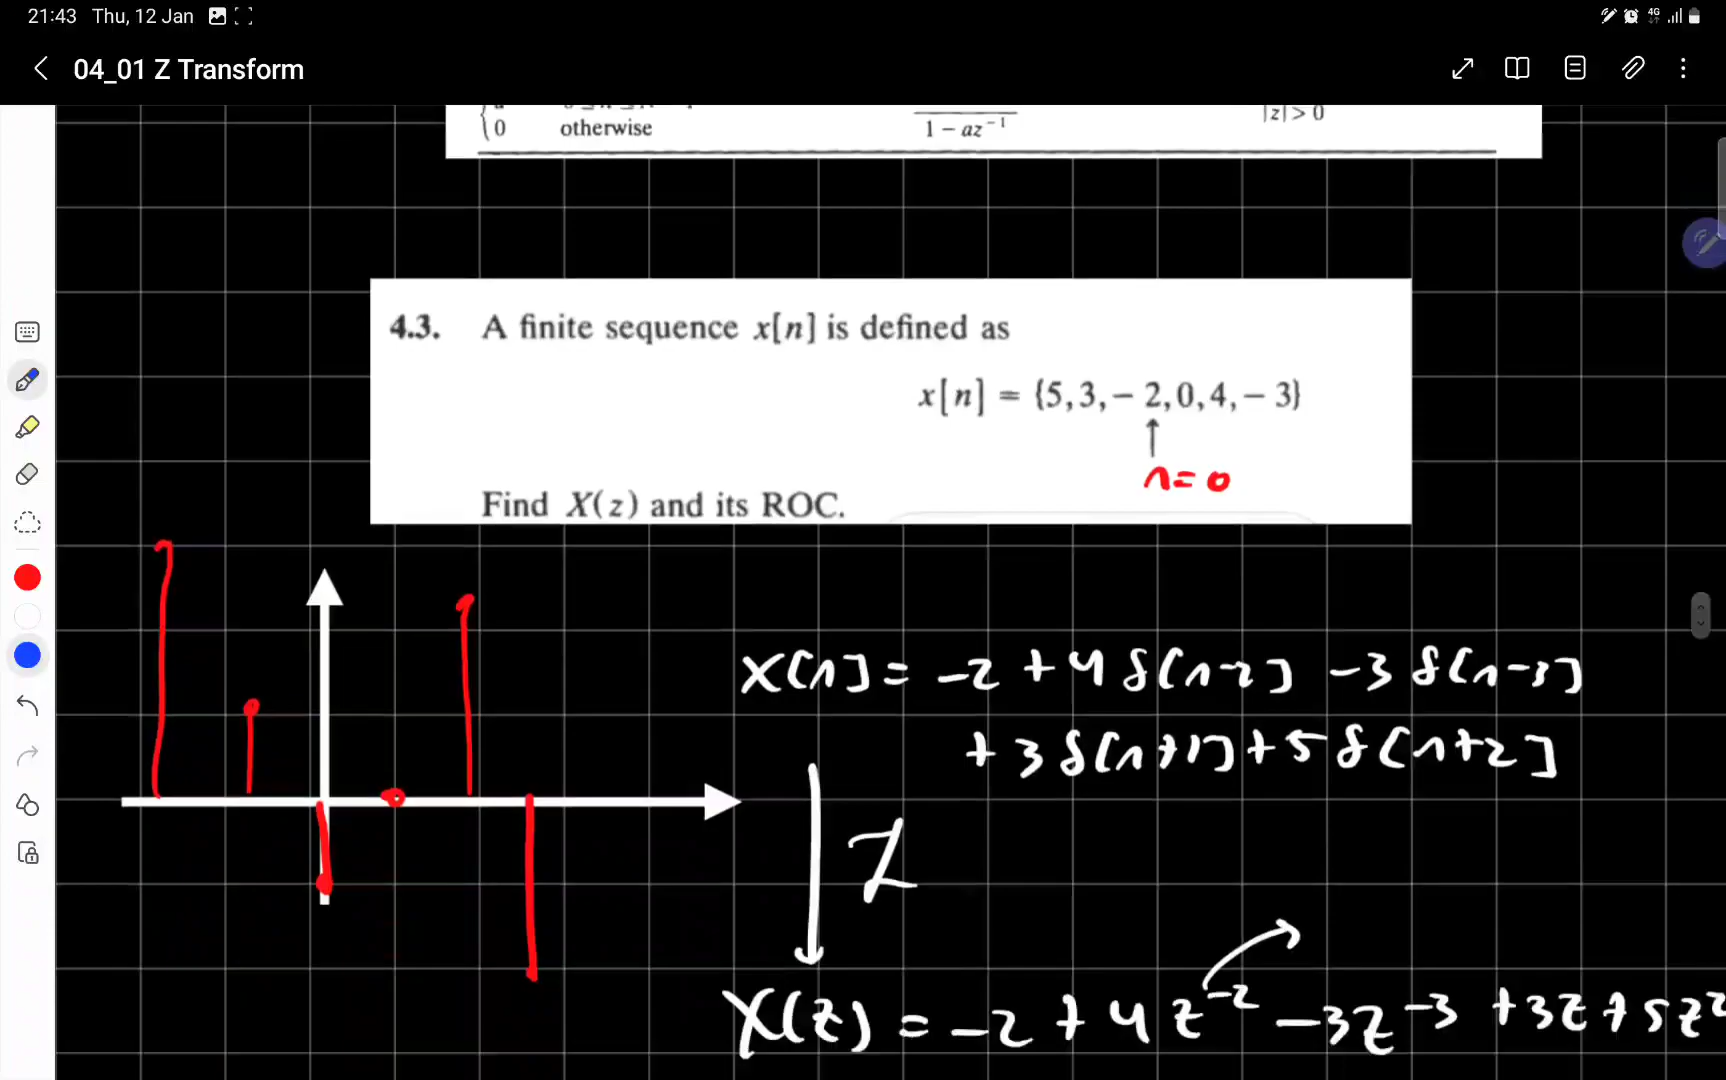 21:43 Thu, 12 Jan
4G
04_01 Z Transform
0 otherwise
1 − az⁻¹
|z| > 0
4.3. A finite sequence x[n] is defined as
x[n] = {5, 3, − 2, 0, 4, − 3}
↑
n = 0
Find X(z) and its ROC.
x[n] = -2 + 4 δ[n-2] -3 δ[n-3]
+ 3 δ[n+1] + 5 δ[n+2]
Z
X(z) = -2 + 4 z⁻² -3z⁻³ +3z + 5z²